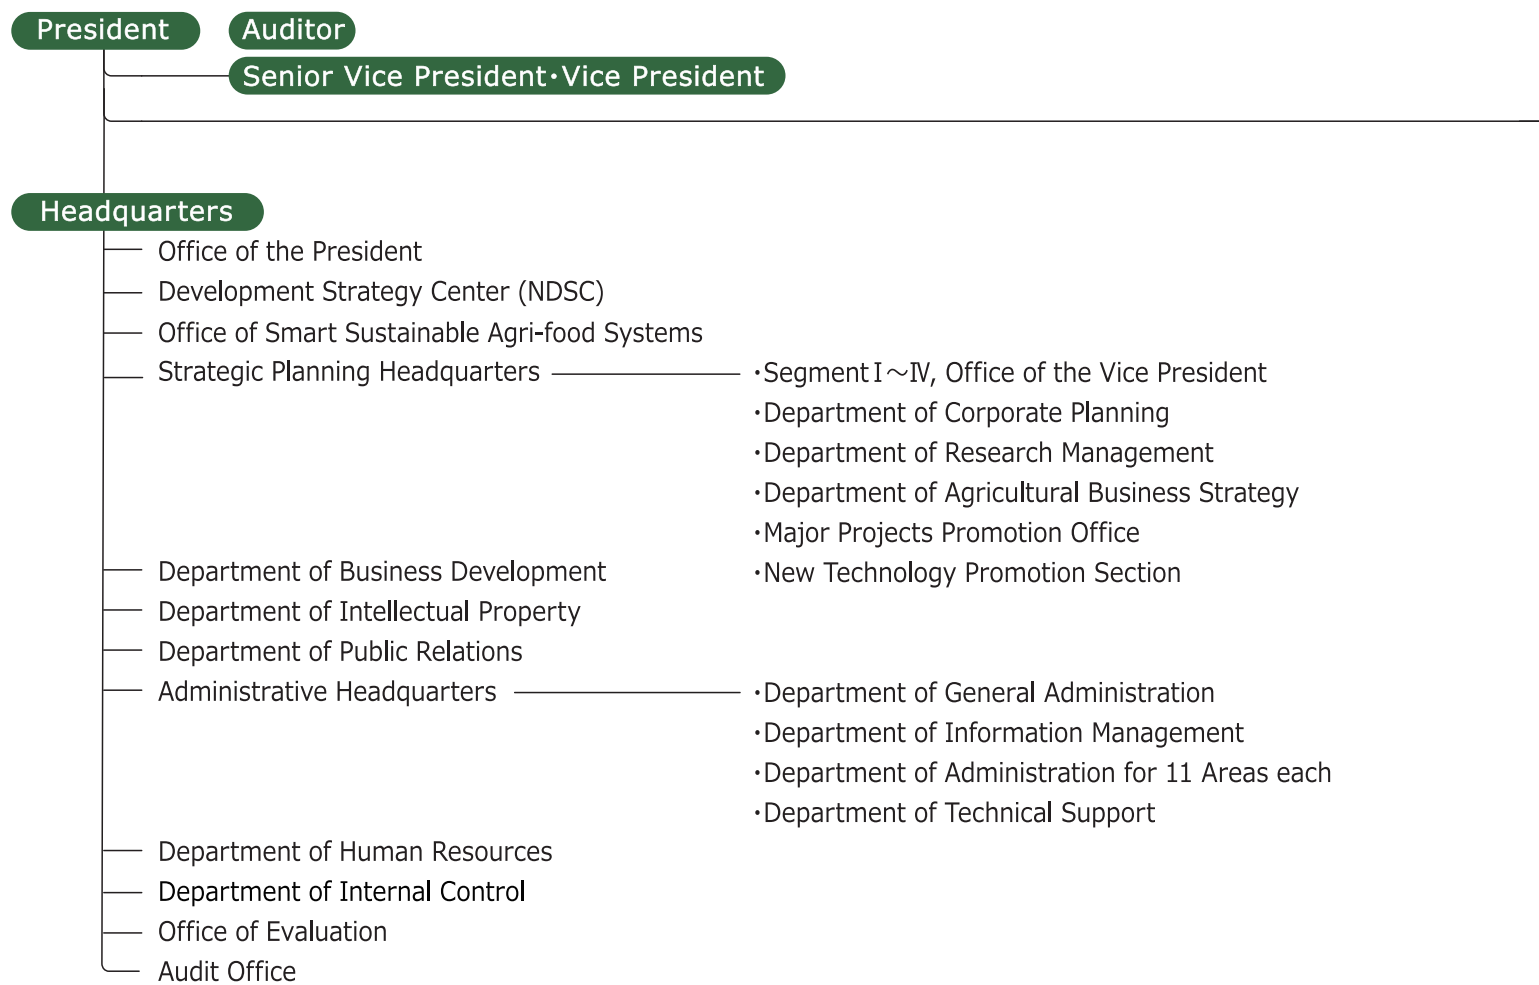 President
Auditor
Senior Vice President・Vice President
Headquarters
Office of the President
Development Strategy Center (NDSC)
Office of Smart Sustainable Agri-food Systems
Strategic Planning Headquarters
・Segment Ⅰ～Ⅳ, Office of the Vice President
・Department of Corporate Planning
・Department of Research Management
・Department of Agricultural Business Strategy
・Major Projects Promotion Office
・New Technology Promotion Section
Department of Business Development
Department of Intellectual Property
Department of Public Relations
Administrative Headquarters
・Department of General Administration
・Department of Information Management
・Department of Administration for 11 Areas each
・Department of Technical Support
Department of Human Resources
Department of Internal Control
Office of Evaluation
Audit Office